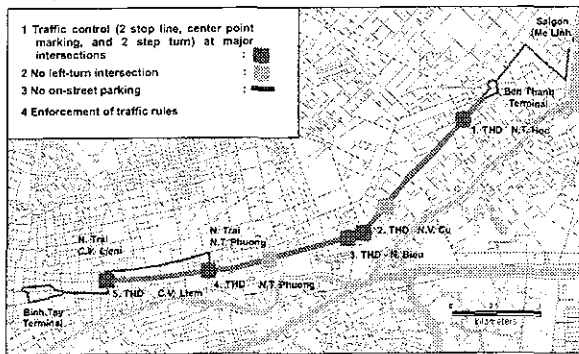 1 Traffic control (2 stop line, center point
marking, and 2 step turn) at major
intersections :
2 No left-turn intersection :
3 No on-street parking :
4 Enforcement of traffic rules
Saigon
(Me Linh)
Ben Thanh
Terminal
1. THD - N.T. Hoc
2. THD - N.V. Cu
3. THD - N. Bieu
N. Trai
N.T. Phuong
N. Trai
C.V. Liem
4. THD - N.T. Phuong
5. THD - C.V. Liem
Binh Tay
Terminal
Kilometers